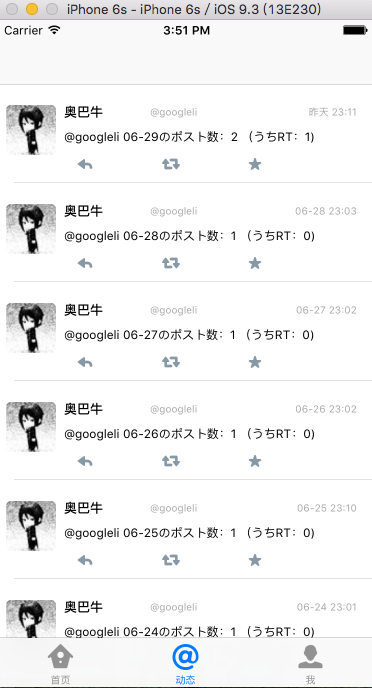 iPhone 6s - iPhone 6s / iOS 9.3 (13E230)
Carrier 3:51 PM
奥巴牛 @googleli 昨天 23:11
@googleli 06-29のポスト数：2 （うちRT：1）
奥巴牛 @googleli 06-28 23:03
@googleli 06-28のポスト数：1 （うちRT：0）
奥巴牛 @googleli 06-27 23:02
@googleli 06-27のポスト数：1 （うちRT：0）
奥巴牛 @googleli 06-26 23:02
@googleli 06-26のポスト数：1 （うちRT：0）
奥巴牛 @googleli 06-25 23:10
@googleli 06-25のポスト数：1 （うちRT：0）
奥巴牛 @googleli 06-24 23:01
@googleli 06-24のポスト数：1 （うちRT：0）
首页 动态 我